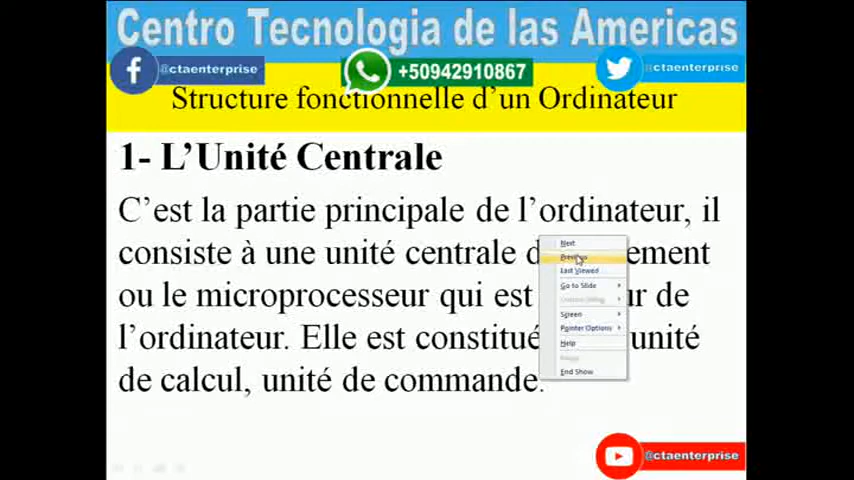 Centro Tecnologia de las Americas
@ctaenterprise
+50942910867
@ctaenterprise
Structure fonctionnelle d'un Ordinateur
1- L'Unité Centrale
C'est la partie principale de l'ordinateur, il
consiste à une unité centrale d ement
ou le microprocesseur qui est ur de
l'ordinateur. Elle est constitué unité
de calcul, unité de commande.
Next
Previous
Last Viewed
Go to Slide
Screen
Pointer Options
Help
End Show
@ctaenterprise